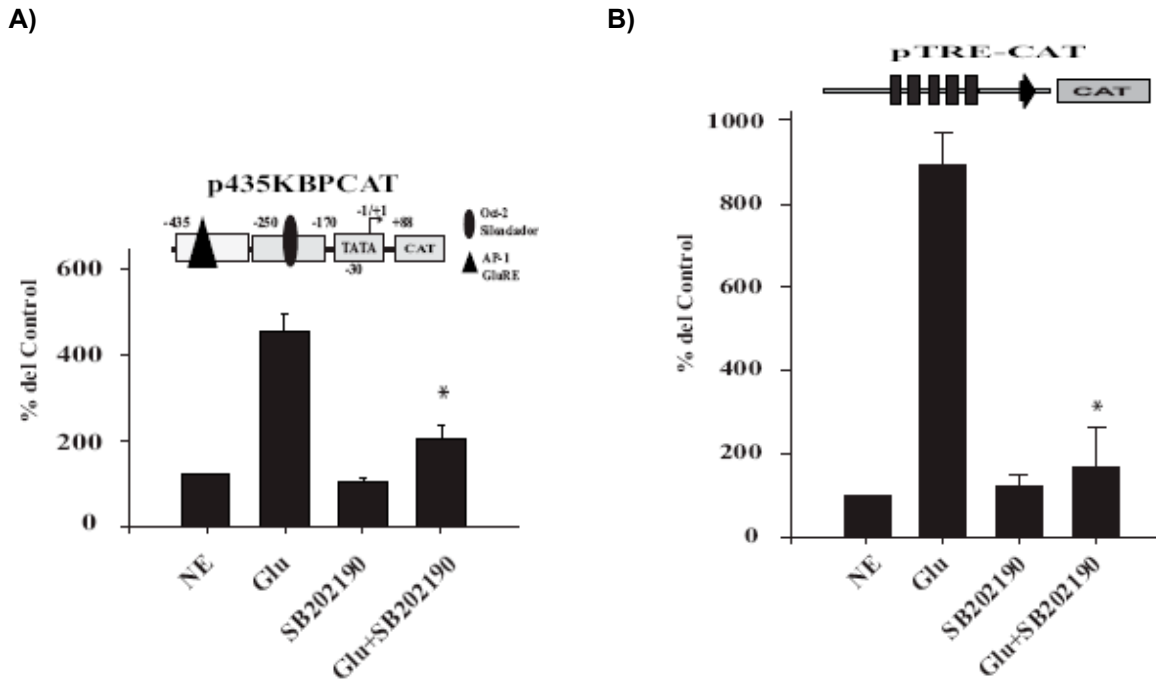 A)
p435KBPCAT
-435
-250
-170
-1/+1
+88
TATA
CAT
-30
Oct-2
Silenciador
AP-1
GluRE
% del Control
600
400
200
0
NE
Glu
SB202190
Glu+SB202190
*
B)
pTRE-CAT
CAT
% del Control
1000
800
600
400
200
0
NE
Glu
SB202190
Glu+SB202190
*